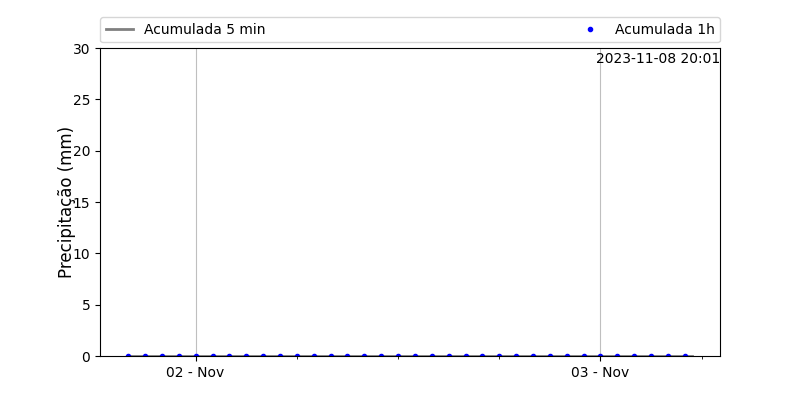 Acumulada 5 min
Acumulada 1h
2023-11-08 20:01
Precipitação (mm)
30
25
20
15
10
5
0
02 - Nov
03 - Nov